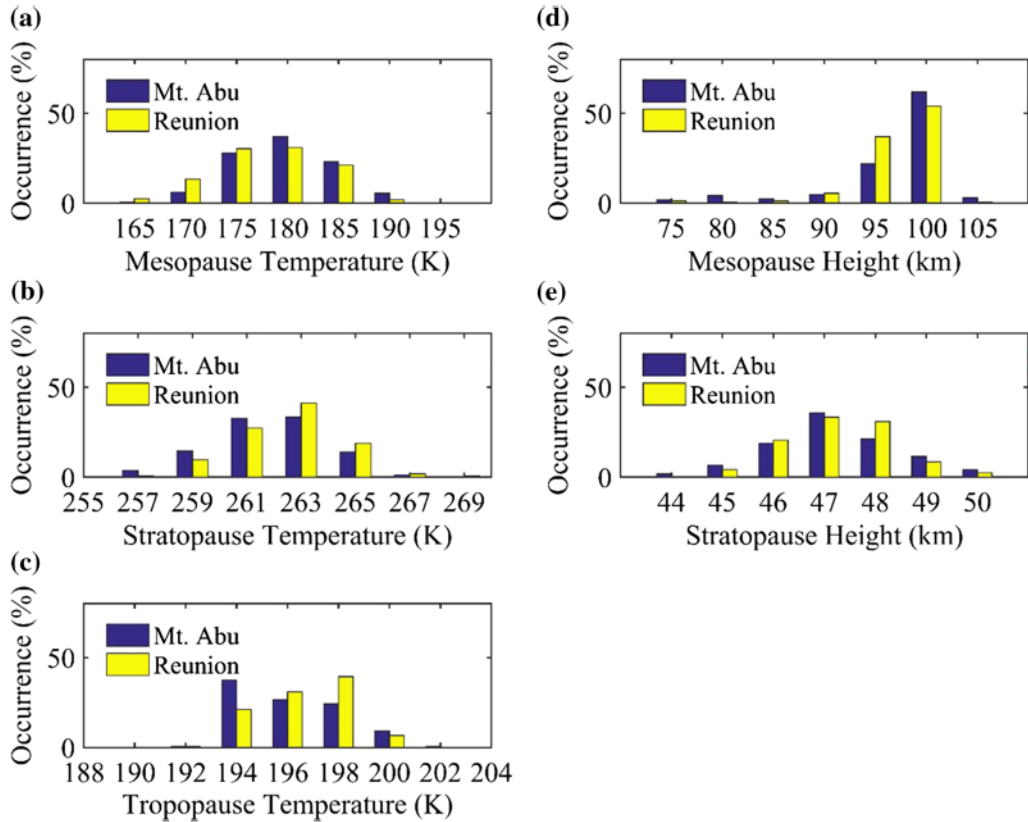 (a)
Occurrence (%)
50
0
Mt. Abu
Reunion
165 170 175 180 185 190 195
Mesopause Temperature (K)
(b)
Occurrence (%)
50
0
Mt. Abu
Reunion
255 257 259 261 263 265 267 269
Stratopause Temperature (K)
(c)
Occurrence (%)
50
0
Mt. Abu
Reunion
188 190 192 194 196 198 200 202 204
Tropopause Temperature (K)
(d)
Occurrence (%)
50
0
Mt. Abu
Reunion
75 80 85 90 95 100 105
Mesopause Height (km)
(e)
Occurrence (%)
50
0
Mt. Abu
Reunion
44 45 46 47 48 49 50
Stratopause Height (km)